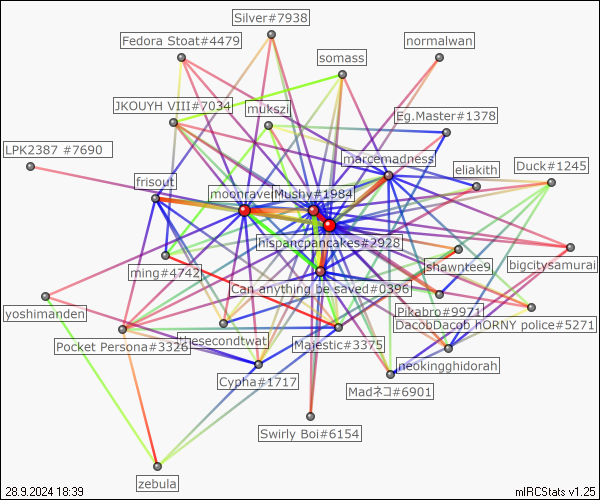 Silver#7938
Fedora Stoat#4479
normalwan
somass
JKOUYH VIII#7034
mukszi
Eg.Master#1378
LPK2387 #7690
marcemadness
eliakith
Duck#1245
frisout
moonravel
Mushy#1984
hispancpancakes#2928
ming#4742
shawntee9
bigcitysamurai
Can anything be saved#0396
yoshimanden
Pikabro#9971
DacobDacob HORNY police#5271
Pocket Persona#3326
thesecondtwat
Majestic#3375
neokingghidorah
Cypha#1717
Madネコ#6901
Swirly Boi#6154
zebula
28.9.2024 18:39
mIRCStats v1.25